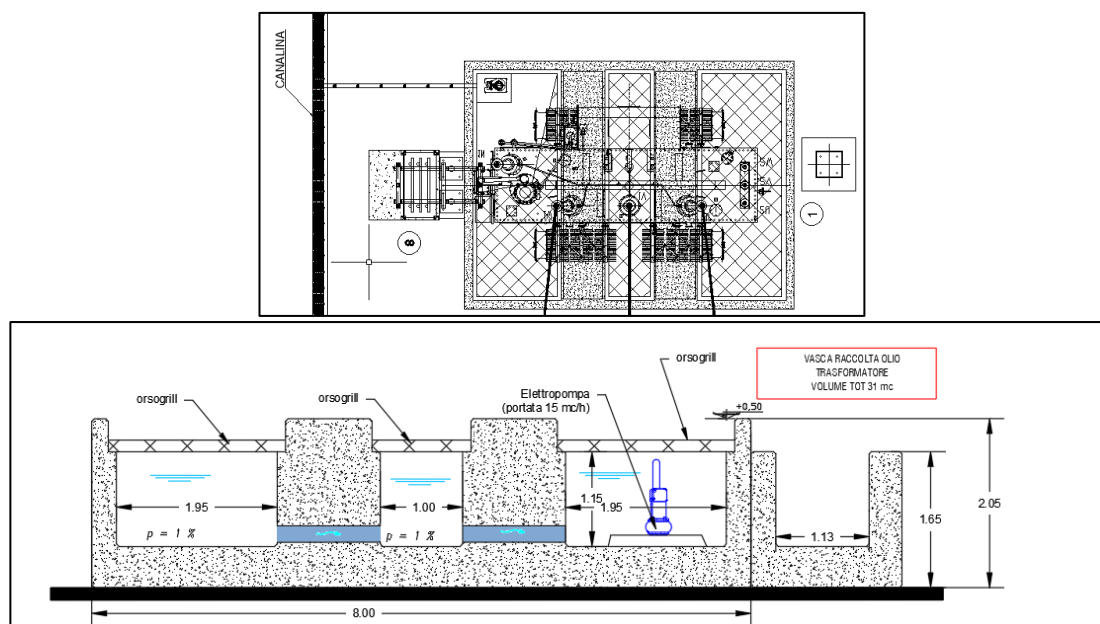 CANALINA
8
1
orsogrill
orsogrill
Elettropompa
(portata 15 mc/h)
orsogrill
VASCA RACCOLTA OLIO
TRASFORMATORE
VOLUME TOT 31 mc
+0,50
1.95
1.00
1.15
1.95
1.13
1.65
2.05
p = 1 %
p = 1 %
8.00